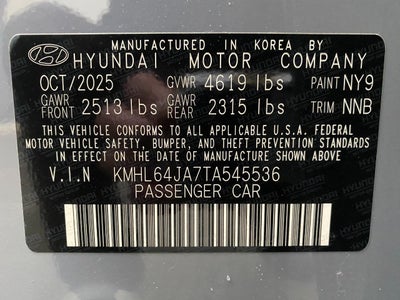 MANUFACTURED IN KOREA BY
HYUNDAI MOTOR COMPANY
OCT/2025 GVWR 4619 lbs PAINT NY9
GAWR FRONT 2513 lbs GAWR REAR 2315 lbs TRIM NNB
THIS VEHICLE CONFORMS TO ALL APPLICABLE U.S.A. FEDERAL
MOTOR VEHICLE SAFETY, BUMPER, AND THEFT PREVENTION STANDARDS
IN EFFECT ON THE DATE OF MANUFACTURE SHOWN ABOVE.
V.I.N KMHL64JA7TA545536
PASSENGER CAR